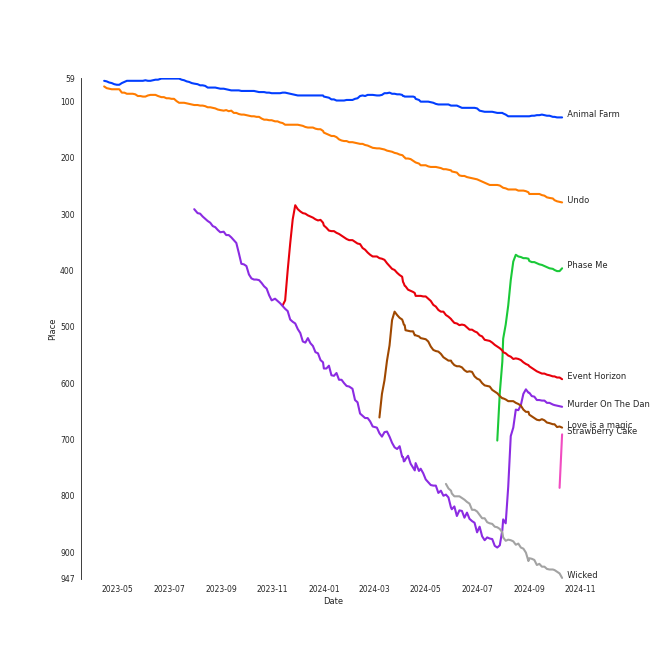 59
100
200
300
400
500
600
700
800
900
947
Place
Animal Farm
Undo
Phase Me
Event Horizon
Murder On The Dan
Love is a magic
Strawberry Cake
Wicked
2023-05
2023-07
2023-09
2023-11
2024-01
2024-03
2024-05
2024-07
2024-09
2024-11
Date